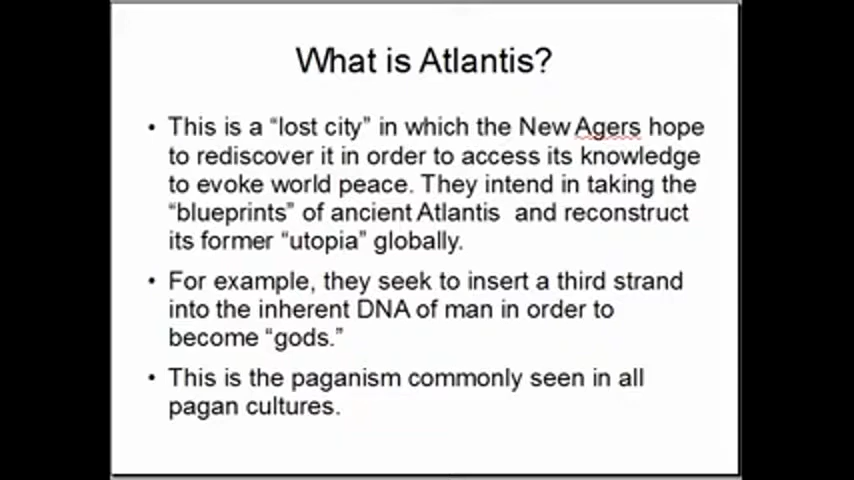 What is Atlantis?
• This is a “lost city” in which the New Agers hope
to rediscover it in order to access its knowledge
to evoke world peace. They intend in taking the
“blueprints” of ancient Atlantis  and reconstruct
its former “utopia” globally.
• For example, they seek to insert a third strand
into the inherent DNA of man in order to
become “gods.”
• This is the paganism commonly seen in all
pagan cultures.